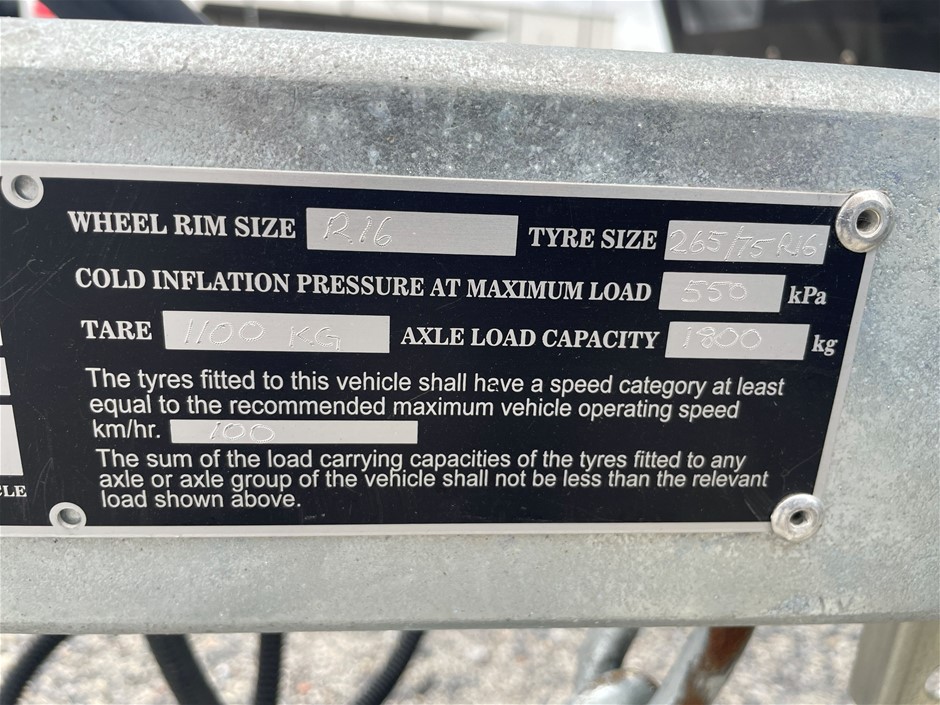 WHEEL RIM SIZE R16 TYRE SIZE 265/75 R16
COLD INFLATION PRESSURE AT MAXIMUM LOAD 550 kPa
TARE 1100 KG AXLE LOAD CAPACITY 1800 kg
The tyres fitted to this vehicle shall have a speed category at least
equal to the recommended maximum vehicle operating speed
km/hr. 100
The sum of the load carrying capacities of the tyres fitted to any
axle or axle group of the vehicle shall not be less than the relevant
load shown above.